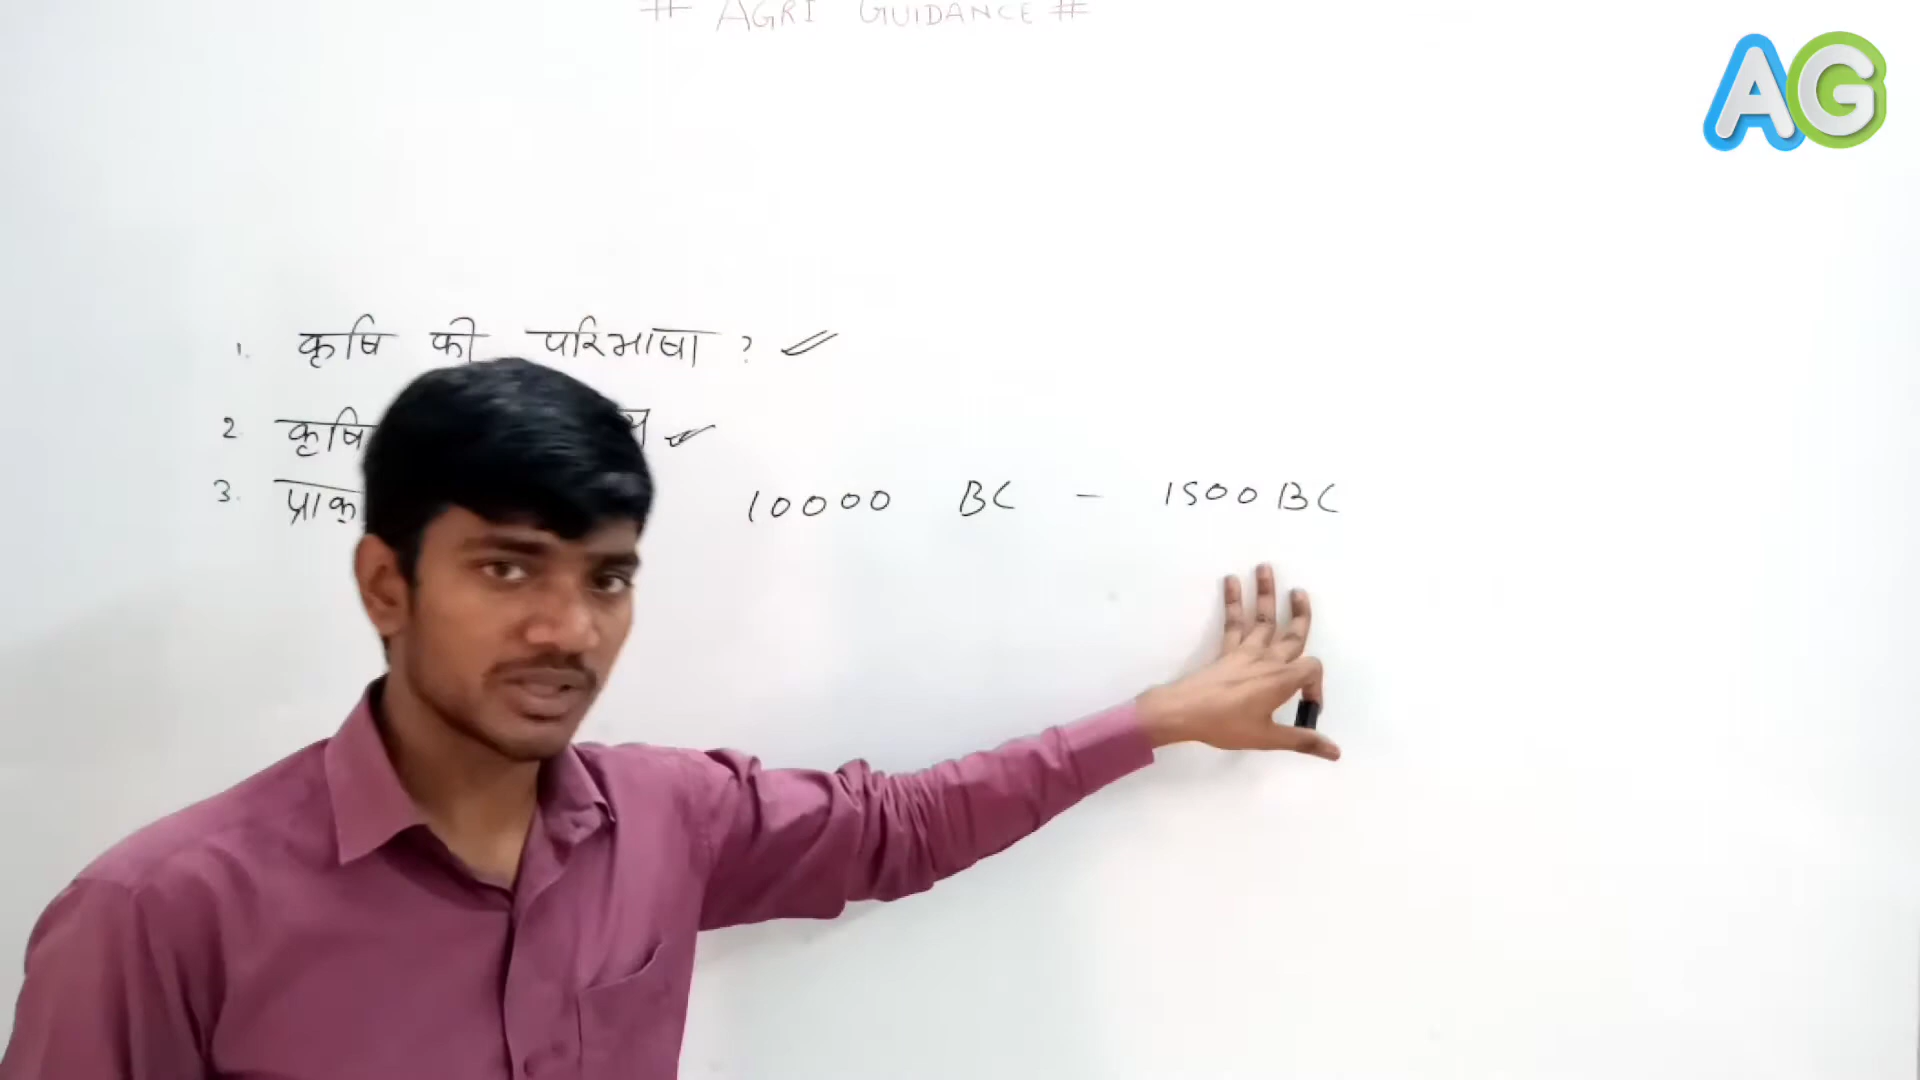 # AGRI GUIDANCE #
AG
1. कृषि की परिभाषा ?
2. कृषि
3. 10000 BC - 1500 BC